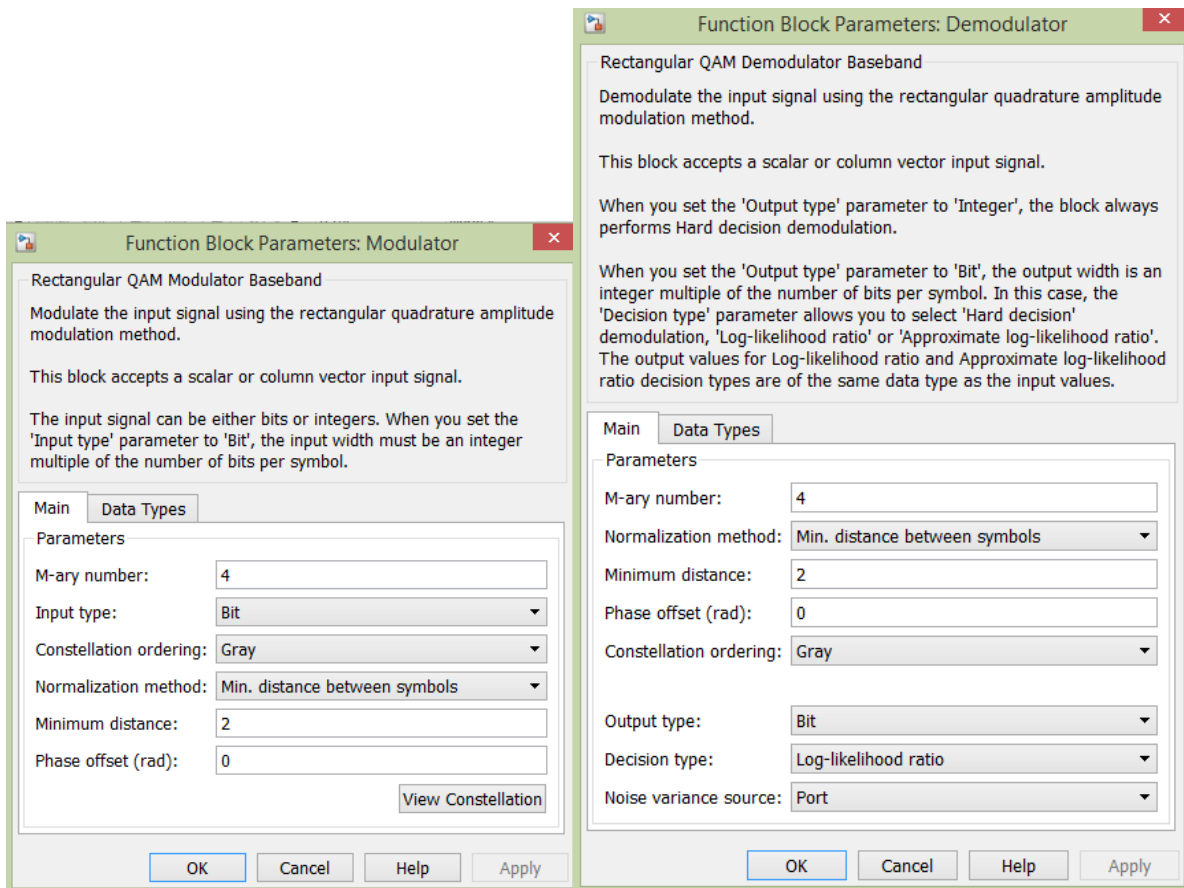 Function Block Parameters: Modulator
Rectangular QAM Modulator Baseband
Modulate the input signal using the rectangular quadrature amplitude
modulation method.
This block accepts a scalar or column vector input signal.
The input signal can be either bits or integers. When you set the
'Input type' parameter to 'Bit', the input width must be an integer
multiple of the number of bits per symbol.
Main Data Types
Parameters
M-ary number: 4
Input type: Bit
Constellation ordering: Gray
Normalization method: Min. distance between symbols
Minimum distance: 2
Phase offset (rad): 0
View Constellation
OK Cancel Help Apply
Function Block Parameters: Demodulator
Rectangular QAM Demodulator Baseband
Demodulate the input signal using the rectangular quadrature amplitude
modulation method.
This block accepts a scalar or column vector input signal.
When you set the 'Output type' parameter to 'Integer', the block always
performs Hard decision demodulation.
When you set the 'Output type' parameter to 'Bit', the output width is an
integer multiple of the number of bits per symbol. In this case, the
'Decision type' parameter allows you to select 'Hard decision'
demodulation, 'Log-likelihood ratio' or 'Approximate log-likelihood ratio'.
The output values for Log-likelihood ratio and Approximate log-likelihood
ratio decision types are of the same data type as the input values.
Main Data Types
Parameters
M-ary number: 4
Normalization method: Min. distance between symbols
Minimum distance: 2
Phase offset (rad): 0
Constellation ordering: Gray
Output type: Bit
Decision type: Log-likelihood ratio
Noise variance source: Port
OK Cancel Help Apply